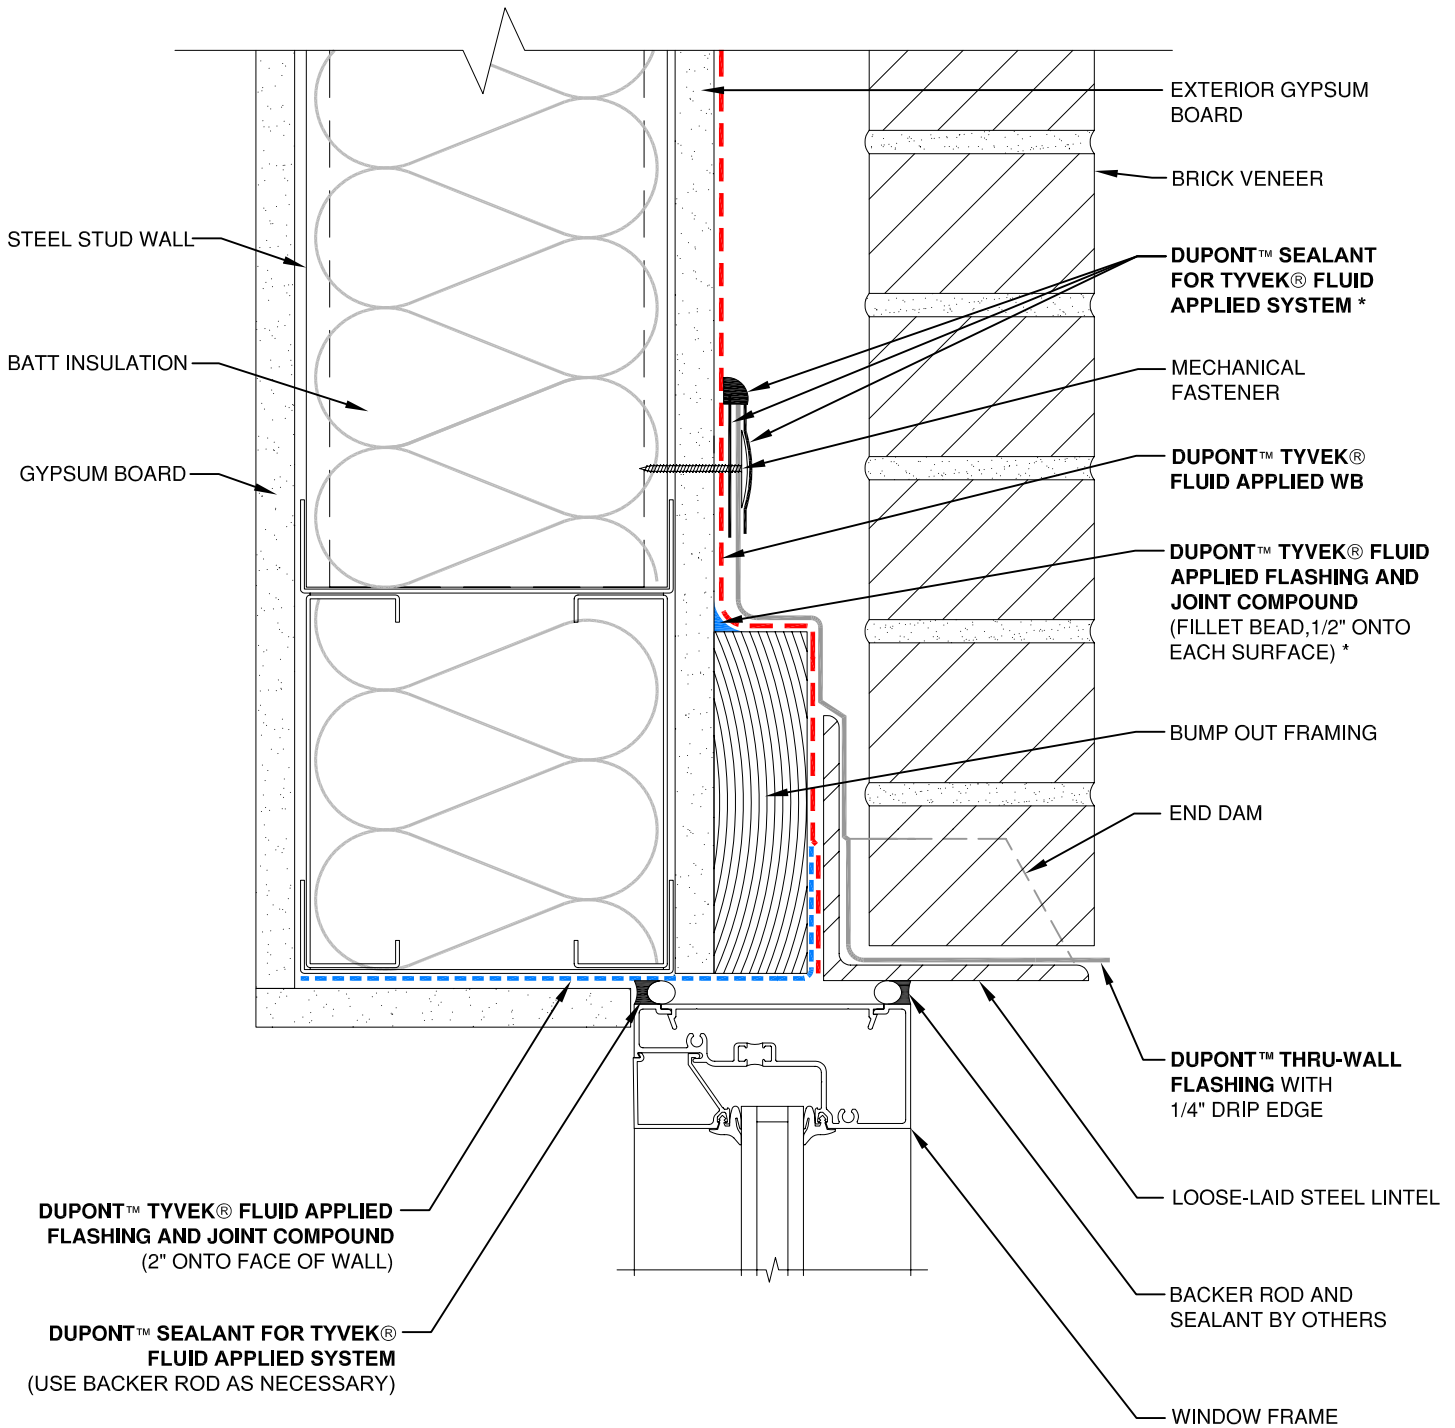 STEEL STUD WALL
BATT INSULATION
GYPSUM BOARD
EXTERIOR GYPSUM
BOARD
BRICK VENEER
DUPONT™ SEALANT
FOR TYVEK® FLUID
APPLIED SYSTEM *
MECHANICAL
FASTENER
DUPONT™ TYVEK®
FLUID APPLIED WB
DUPONT™ TYVEK® FLUID
APPLIED FLASHING AND
JOINT COMPOUND
(FILLET BEAD,1/2" ONTO
EACH SURFACE) *
BUMP OUT FRAMING
END DAM
DUPONT™ THRU-WALL
FLASHING WITH
1/4" DRIP EDGE
LOOSE-LAID STEEL LINTEL
BACKER ROD AND
SEALANT BY OTHERS
WINDOW FRAME
DUPONT™ TYVEK® FLUID APPLIED
FLASHING AND JOINT COMPOUND
(2" ONTO FACE OF WALL)
DUPONT™ SEALANT FOR TYVEK®
FLUID APPLIED SYSTEM
(USE BACKER ROD AS NECESSARY)